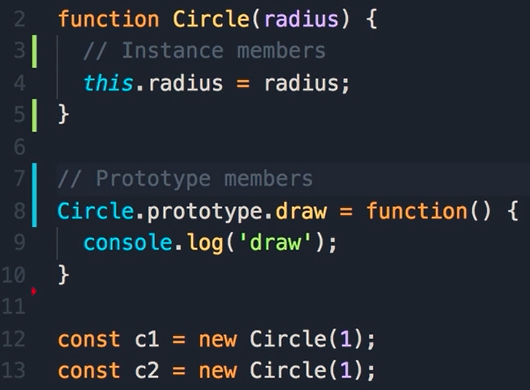 2 function Circle(radius) {
3 // Instance members
4 this.radius = radius;
5 }
6
7 // Prototype members
8 Circle.prototype.draw = function() {
9 console.log('draw');
10 }
11
12 const c1 = new Circle(1);
13 const c2 = new Circle(1);